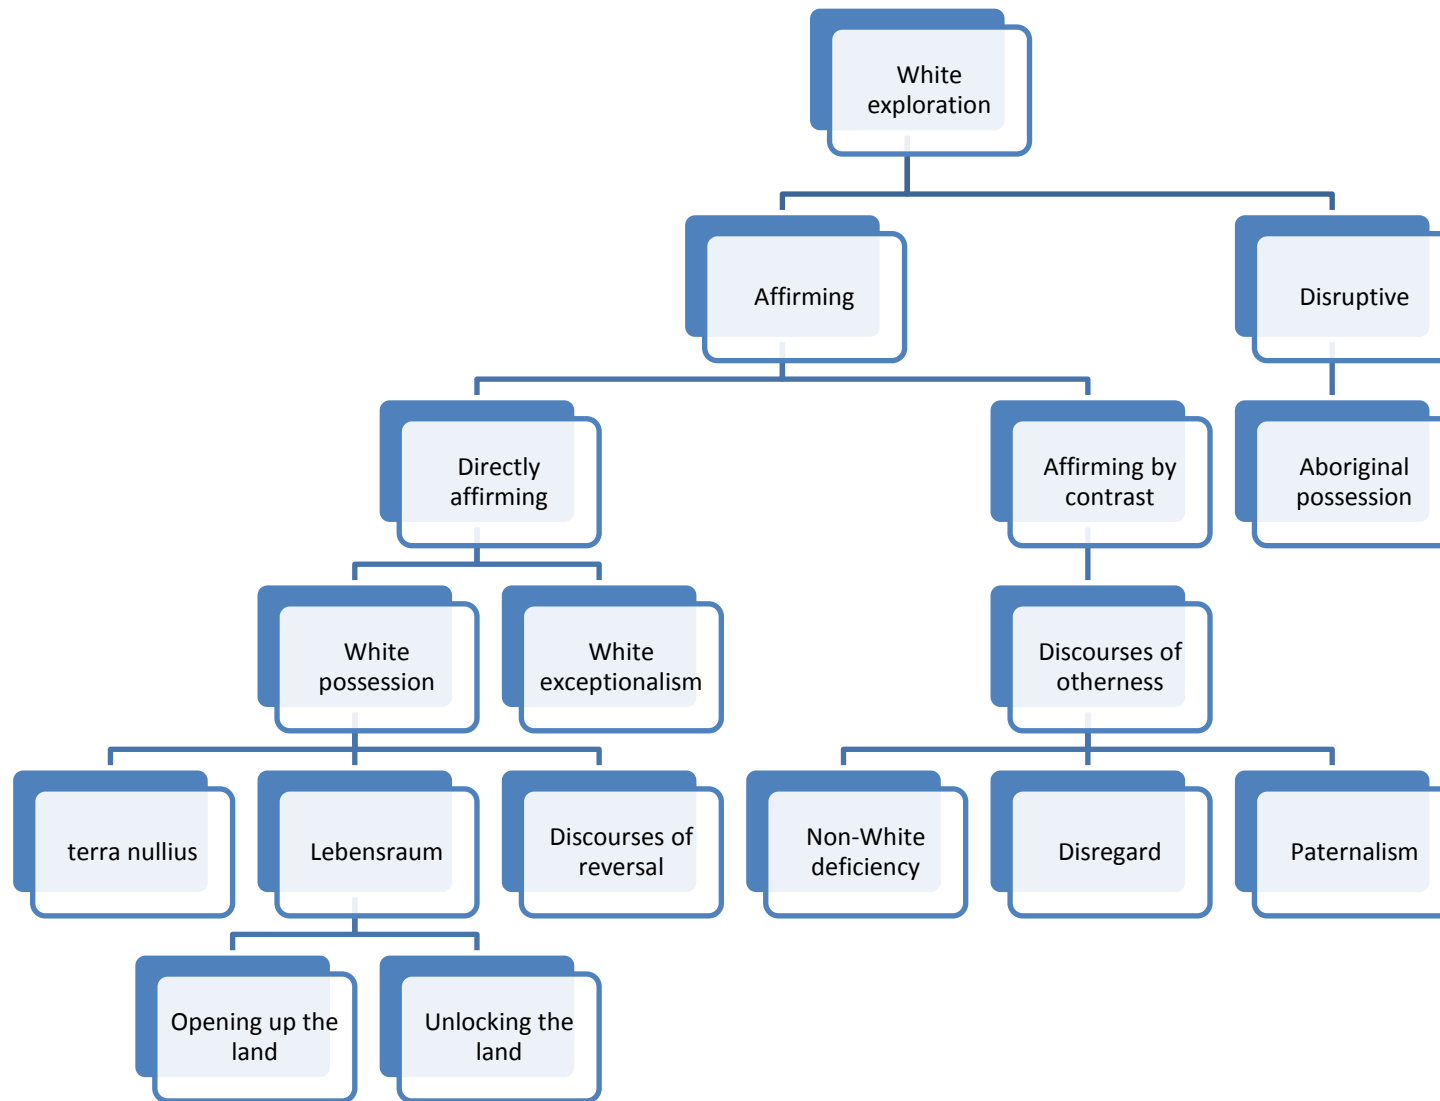 White
exploration
Affirming
Disruptive
Directly
affirming
Affirming by
contrast
Aboriginal
possession
White
possession
White
exceptionalism
Discourses of
otherness
terra nullius
Lebensraum
Discourses of
reversal
Non-White
deficiency
Disregard
Paternalism
Opening up the
land
Unlocking the
land